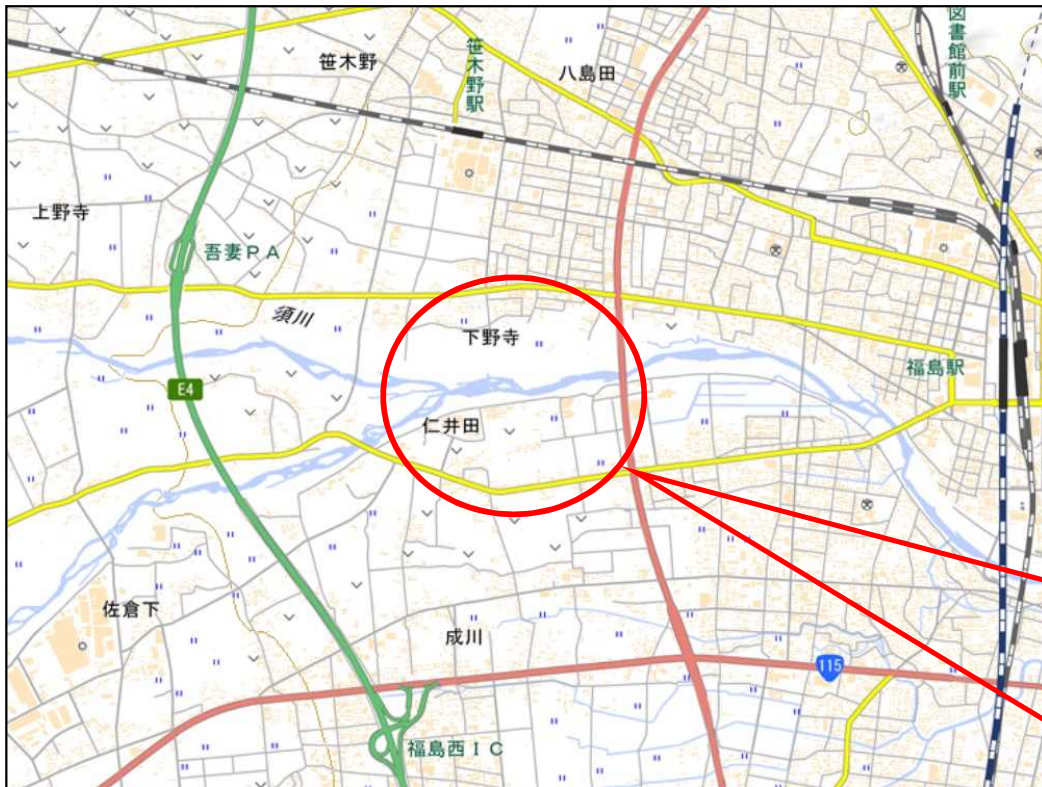 図書館前駅
笹木野
笹木野駅
八島田
上野寺
吾妻PA
須川
下野寺
福島駅
E4
仁井田
佐倉下
成川
115
福島西IC